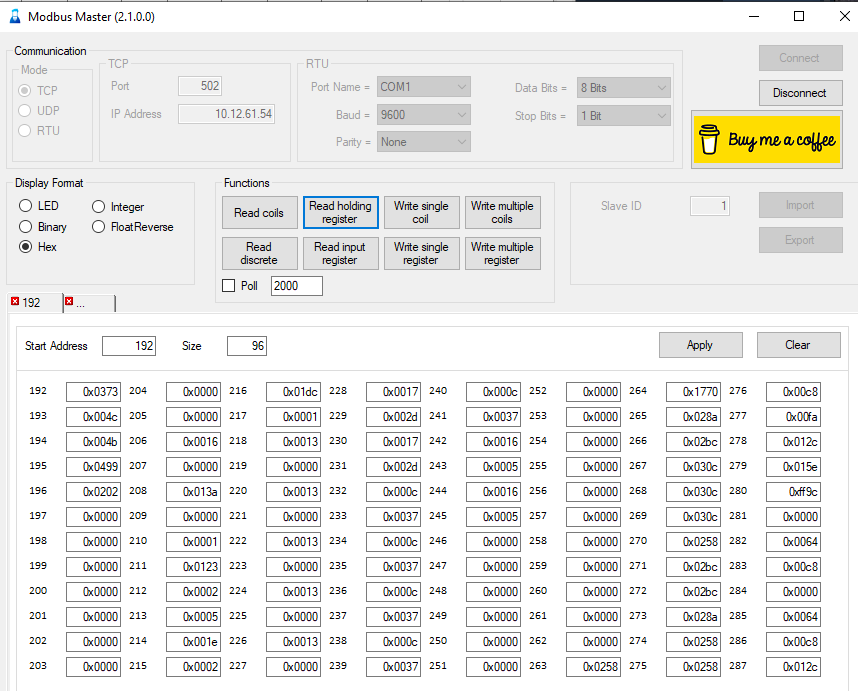 Modbus Master (2.1.0.0)
Communication
Mode
TCP
UDP
RTU
TCP
Port 502
IP Address 10.12.61.54
RTU
Port Name = COM1 Data Bits = 8 Bits
Baud = 9600 Stop Bits = 1 Bit
Parity = None
Connect
Disconnect
Buy me a coffee
Display Format
LED Integer
Binary FloatReverse
Hex
Functions
Read coils Read holding register Write single coil Write multiple coils
Read discrete Read input register Write single register Write multiple register
Poll 2000
Slave ID 1
Import
Export
192 ...
Start Address 192 Size 96 Apply Clear
192 0x0373 204 0x0000 216 0x01dc 228 0x0017 240 0x000c 252 0x0000 264 0x1770 276 0x00c8
193 0x004c 205 0x0000 217 0x0001 229 0x002d 241 0x0037 253 0x0000 265 0x028a 277 0x00fa
194 0x004b 206 0x0016 218 0x0013 230 0x0017 242 0x0016 254 0x0000 266 0x02bc 278 0x012c
195 0x0499 207 0x0000 219 0x0000 231 0x002d 243 0x0005 255 0x0000 267 0x030c 279 0x015e
196 0x0202 208 0x013a 220 0x0013 232 0x000c 244 0x0016 256 0x0000 268 0x030c 280 0xff9c
197 0x0000 209 0x0000 221 0x0000 233 0x0037 245 0x0005 257 0x0000 269 0x030c 281 0x0000
198 0x0000 210 0x0001 222 0x0013 234 0x000c 246 0x0000 258 0x0000 270 0x0258 282 0x0064
199 0x0000 211 0x0123 223 0x0000 235 0x0037 247 0x0000 259 0x0000 271 0x02bc 283 0x00c8
200 0x0000 212 0x0002 224 0x0013 236 0x000c 248 0x0000 260 0x0000 272 0x02bc 284 0x0000
201 0x0000 213 0x0005 225 0x0000 237 0x0037 249 0x0000 261 0x0000 273 0x028a 285 0x0064
202 0x0000 214 0x001e 226 0x0013 238 0x000c 250 0x0000 262 0x0000 274 0x0258 286 0x00c8
203 0x0000 215 0x0002 227 0x0000 239 0x0037 251 0x0000 263 0x0258 275 0x0258 287 0x012c